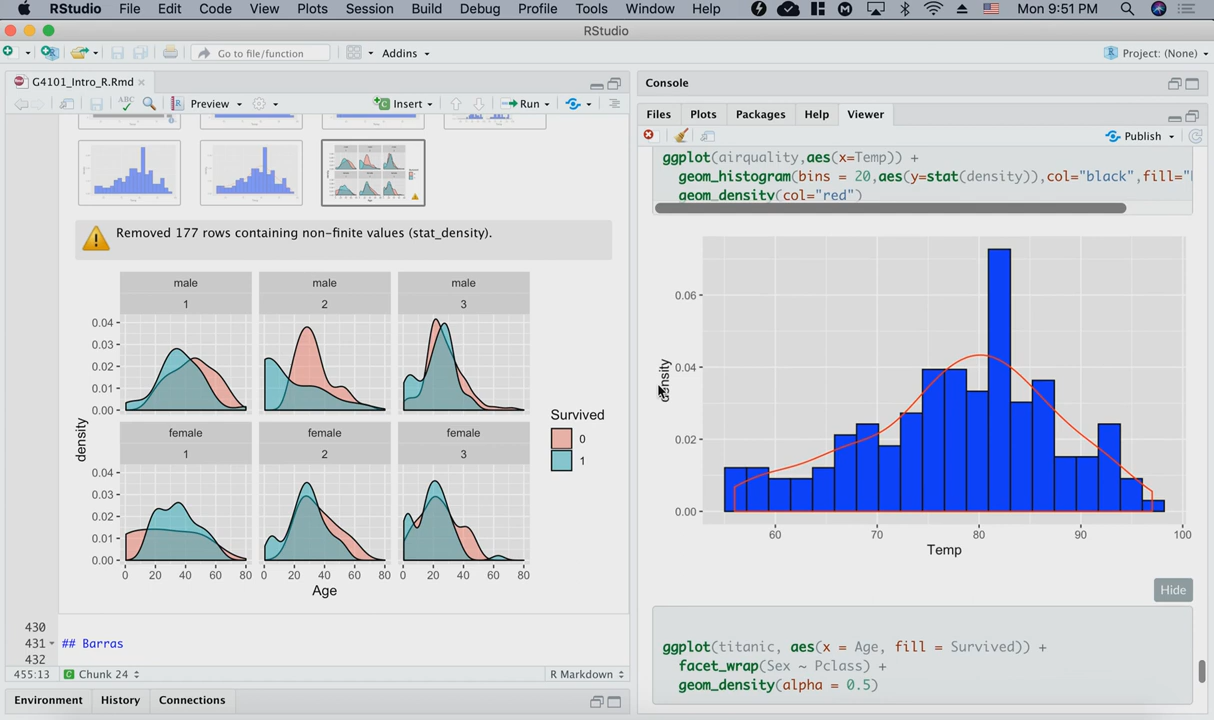 RStudio File Edit Code View Plots Session Build Debug Profile Tools Window Help Mon 9:51 PM
RStudio
Go to file/function Addins Project: (None)
G4101_Intro_R.Rmd
ABC Preview Insert Run
Removed 177 rows containing non-finite values (stat_density).
male male male
1 2 3
0.04
0.03
0.02
0.01
0.00
female female female
1 2 3
0.04
0.03
0.02
0.01
0.00
density
0 20 40 60 80 0 20 40 60 80 0 20 40 60 80
Age
Survived
0
1
430
431 ## Barras
432
455:13 Chunk 24 R Markdown
Environment History Connections
Console
Files Plots Packages Help Viewer
Publish
ggplot(airquality,aes(x=Temp)) +
geom_histogram(bins = 20,aes(y=stat(density)),col="black",fill="
geom_density(col="red")
0.06
0.04
0.02
0.00
density
60 70 80 90 100
Temp
Hide
ggplot(titanic, aes(x = Age, fill = Survived)) +
facet_wrap(Sex ~ Pclass) +
geom_density(alpha = 0.5)